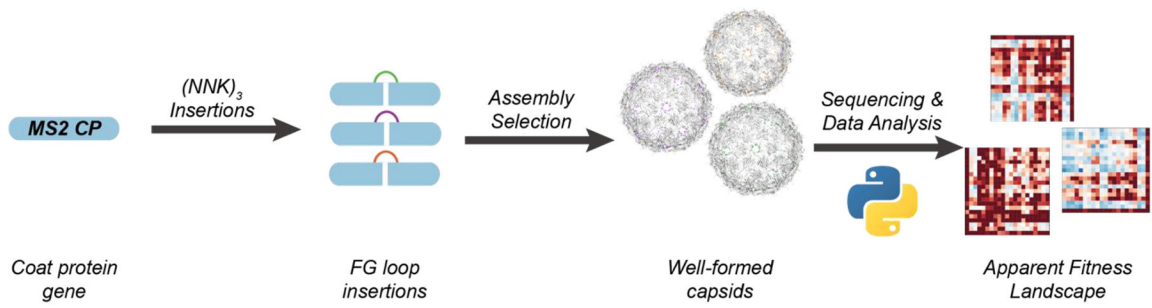 MS2 CP
(NNK)3
Insertions
Assembly
Selection
Sequencing &
Data Analysis
Coat protein
gene
FG loop
insertions
Well-formed
capsids
Apparent Fitness
Landscape